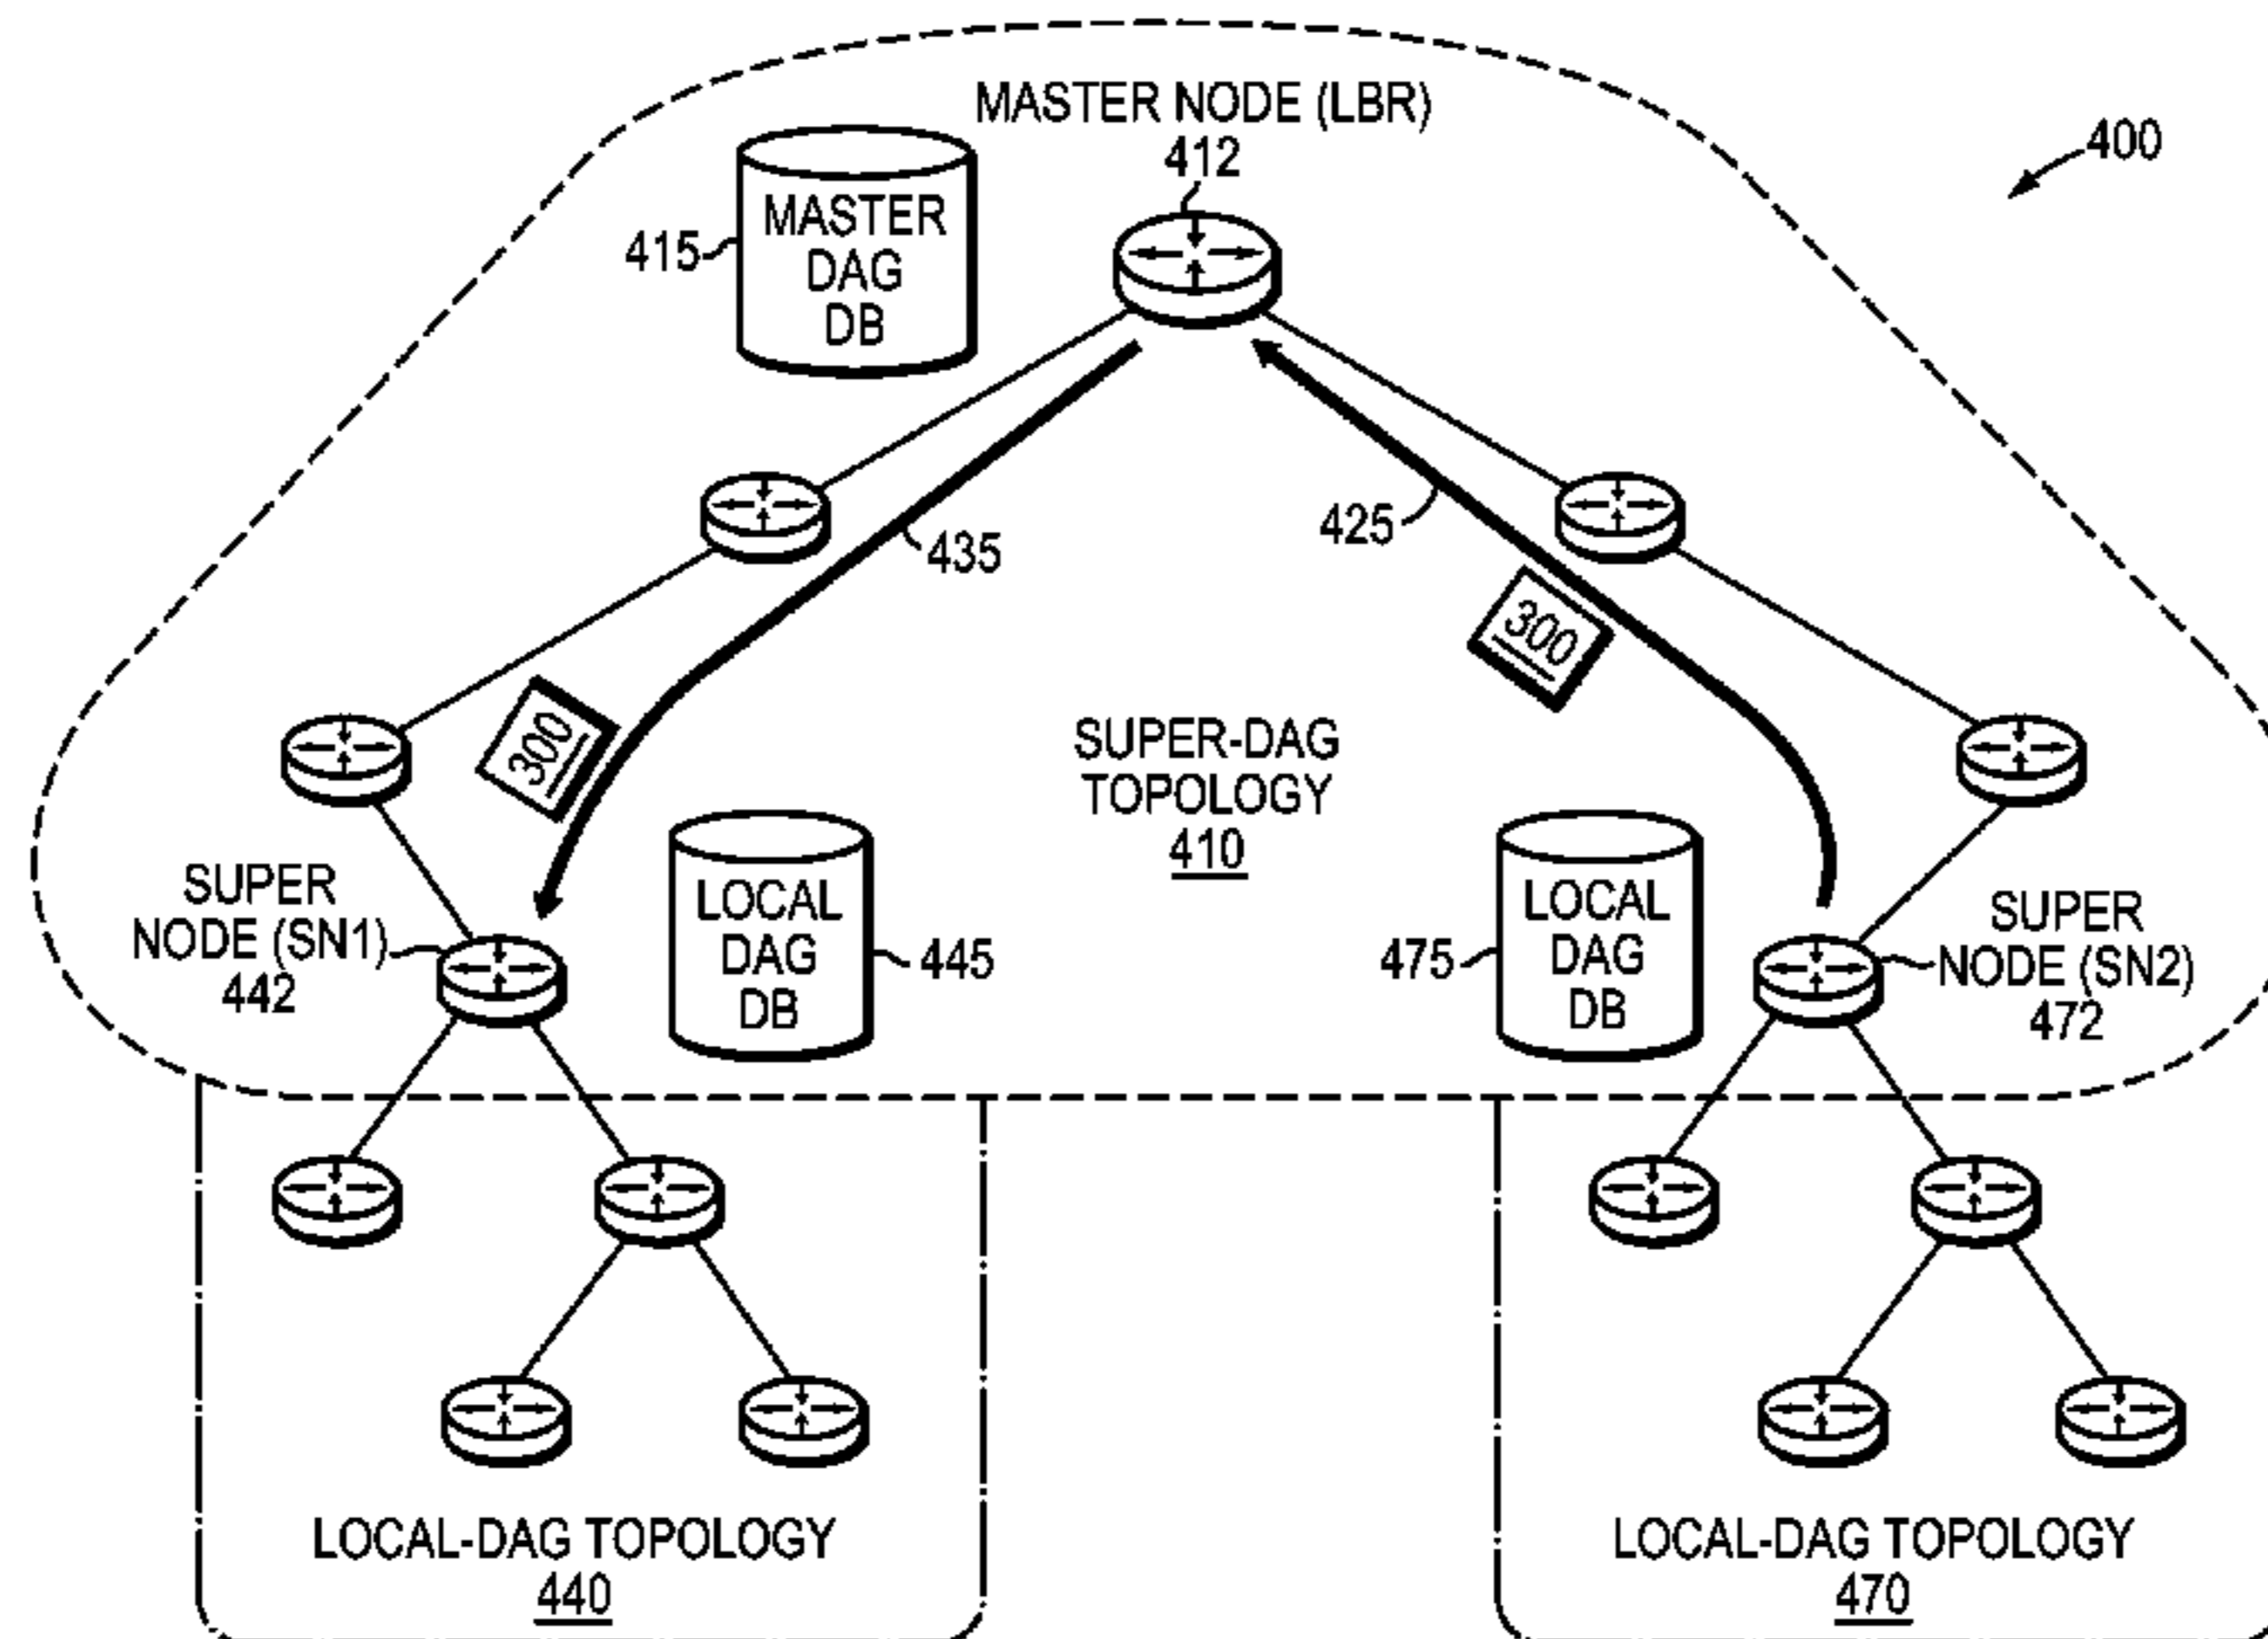 MASTER NODE (LBR)
412
400
MASTER
DAG
DB
415
435
425
300
300
SUPER-DAG
TOPOLOGY
410
SUPER
NODE (SN1)
442
LOCAL
DAG
DB
445
475
LOCAL
DAG
DB
SUPER
NODE (SN2)
472
LOCAL-DAG TOPOLOGY
440
LOCAL-DAG TOPOLOGY
470